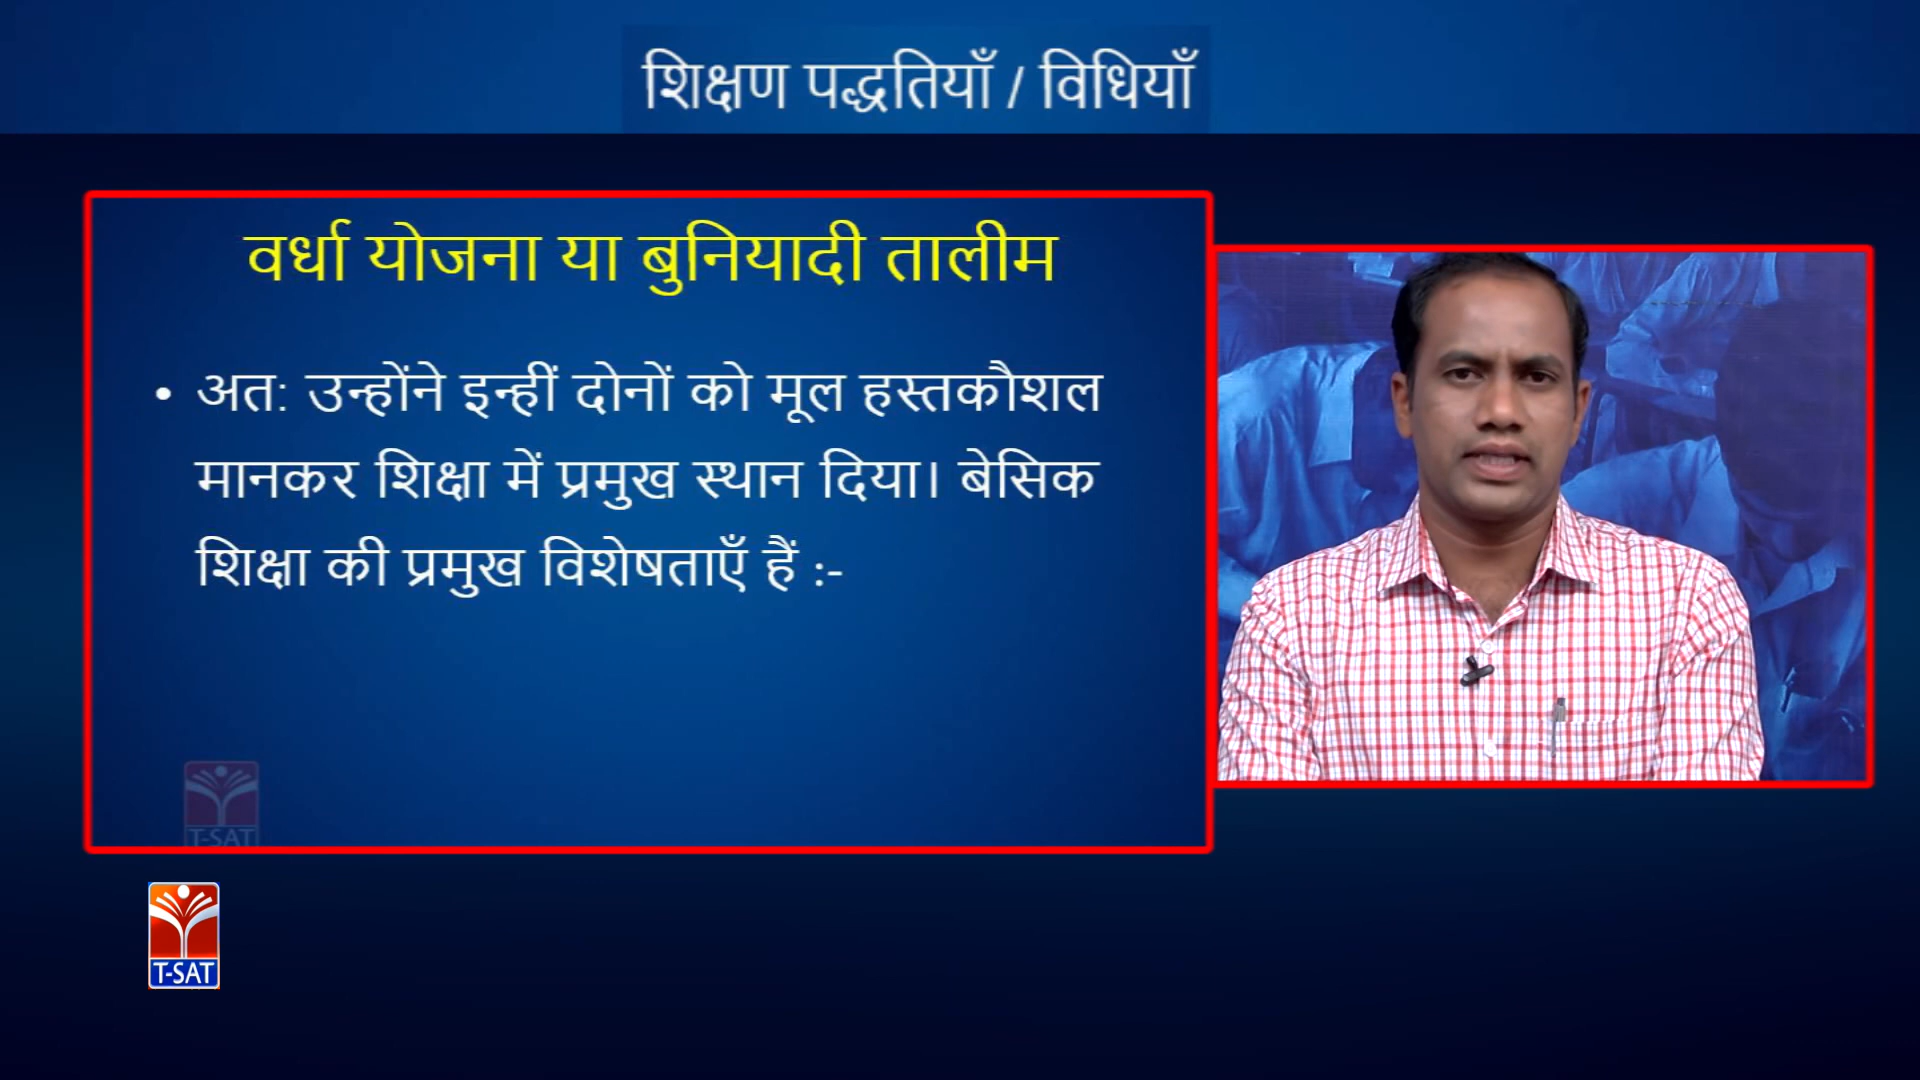 शिक्षण पद्धतियाँ / विधियाँ
वर्धा योजना या बुनियादी तालीम
• अत: उन्होंने इन्हीं दोनों को मूल हस्तकौशल
मानकर शिक्षा में प्रमुख स्थान दिया। बेसिक
शिक्षा की प्रमुख विशेषताएँ हैं :-
T-SAT
T-SAT